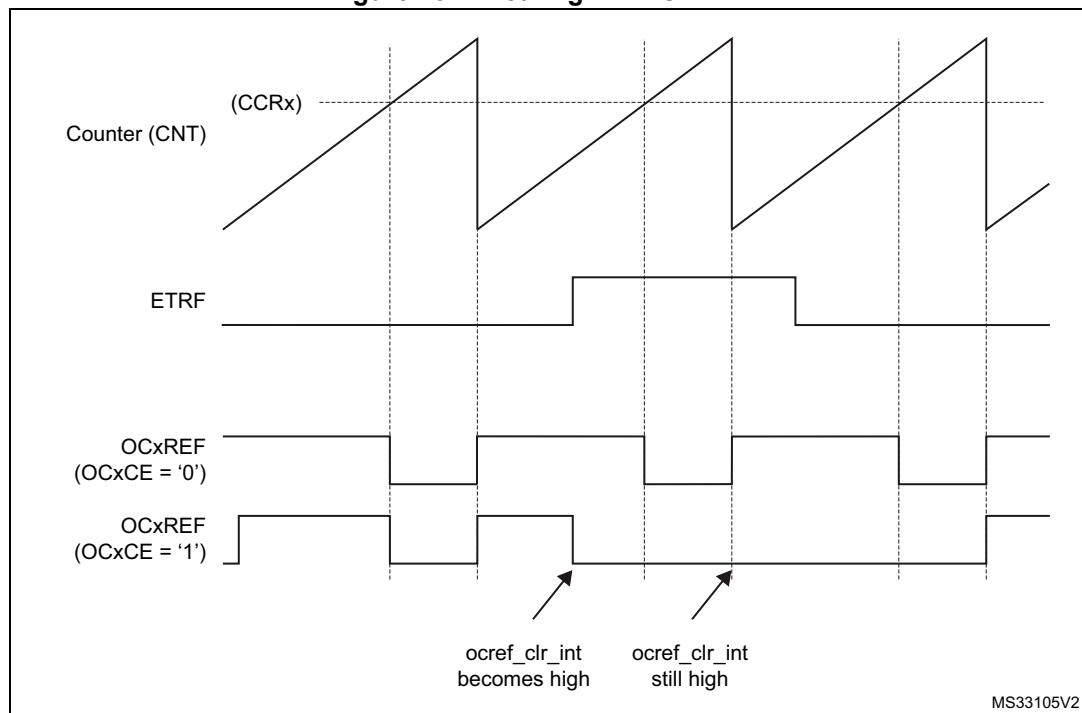 (CCRx)
Counter (CNT)
ETRF
OCxREF
(OCxCE = ‘0’)
OCxREF
(OCxCE = ‘1’)
ocref_clr_int
becomes high
ocref_clr_int
still high
MS33105V2